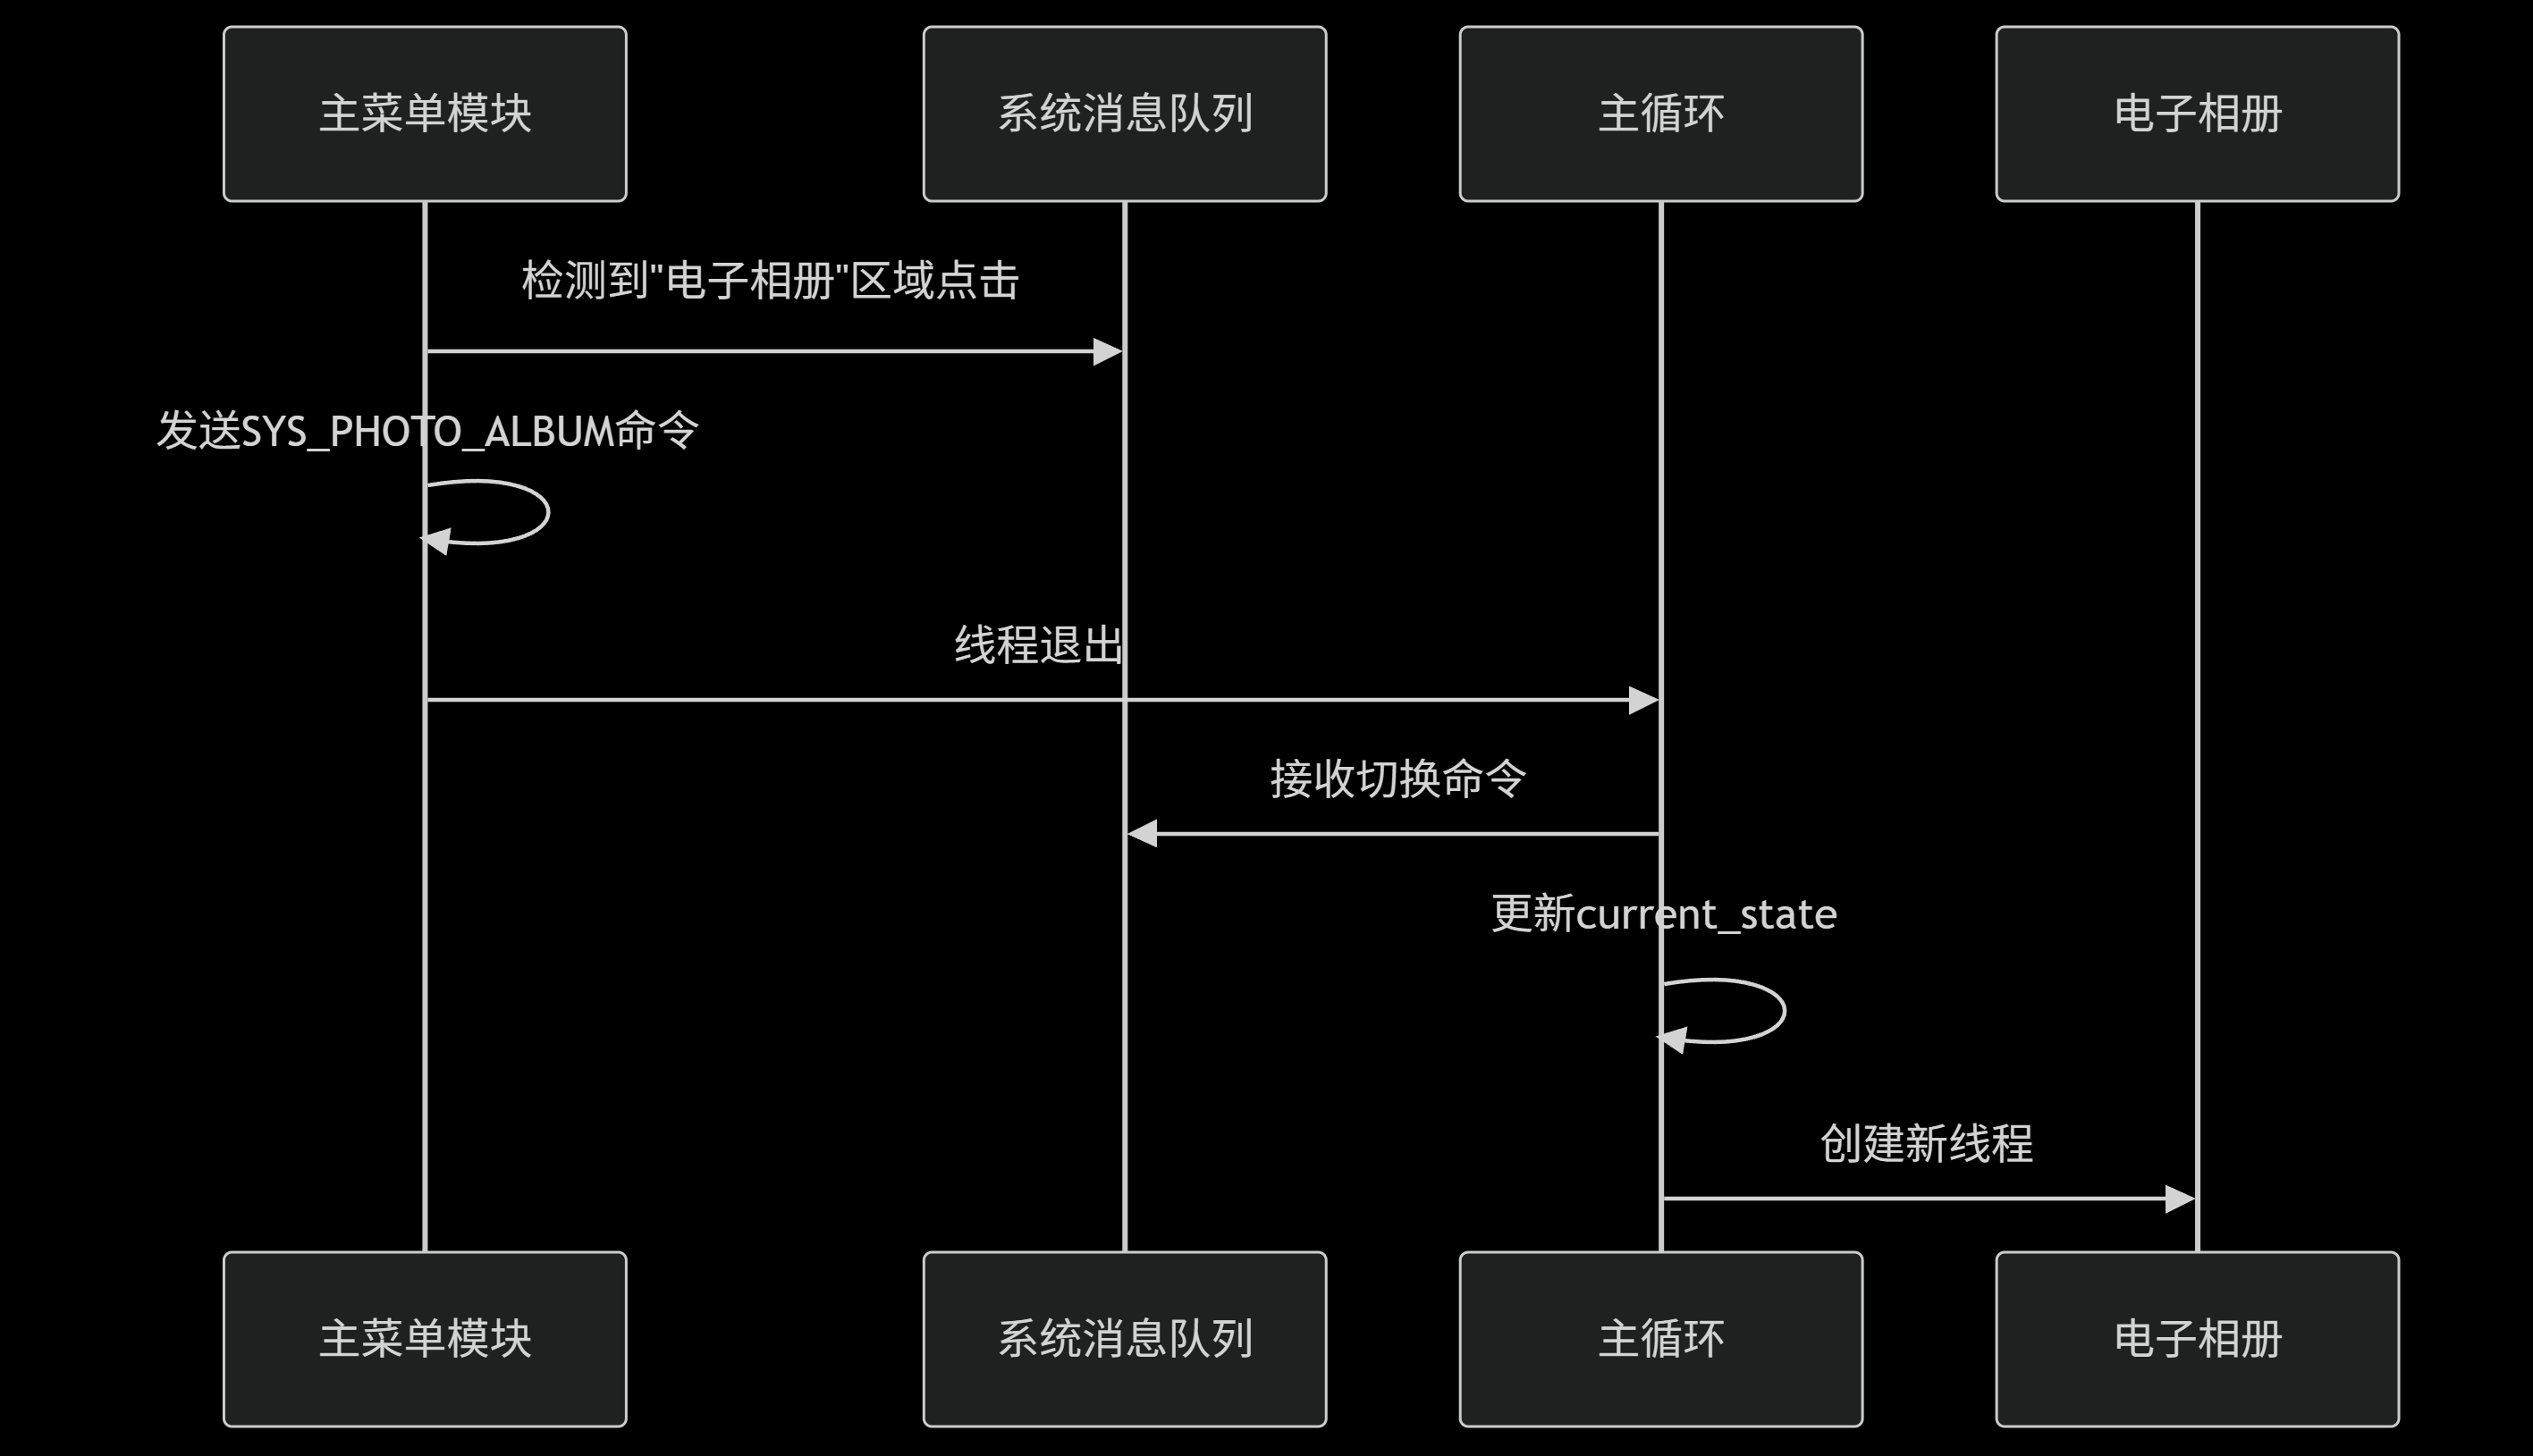 主菜单模块
系统消息队列
主循环
电子相册
检测到"电子相册"区域点击
发送SYS_PHOTO_ALBUM命令
线程退出
接收切换命令
更新current_state
创建新线程
主菜单模块
系统消息队列
主循环
电子相册